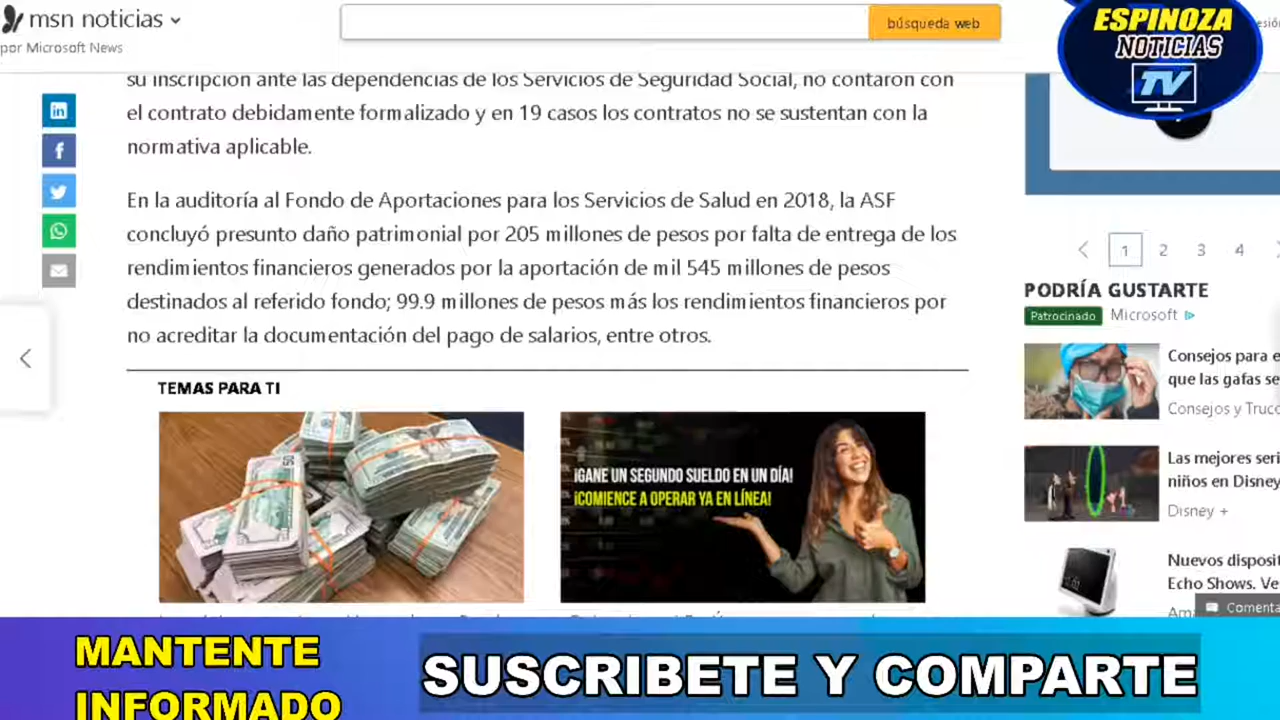 msn noticias
por Microsoft News
búsqueda web
ESPINOZA
NOTICIAS
TV
su inscripción ante las dependencias de los Servicios de Seguridad Social, no contaron con
el contrato debidamente formalizado y en 19 casos los contratos no se sustentan con la
normativa aplicable.
En la auditoría al Fondo de Aportaciones para los Servicios de Salud en 2018, la ASF
concluyó presunto daño patrimonial por 205 millones de pesos por falta de entrega de los
rendimientos financieros generados por la aportación de mil 545 millones de pesos
destinados al referido fondo; 99.9 millones de pesos más los rendimientos financieros por
no acreditar la documentación del pago de salarios, entre otros.
TEMAS PARA TI
¡GANE UN SEGUNDO SUELDO EN UN DÍA!
¡COMIENCE A OPERAR YA EN LÍNEA!
1 2 3 4
PODRÍA GUSTARTE
Patrocinado Microsoft
Consejos para e
que las gafas se
Consejos y Truco
Las mejores seri
niños en Disney
Disney +
Nuevos disposit
Echo Shows. Ve
Ama
Comenta
MANTENTE
INFORMADO
SUSCRIBETE Y COMPARTE